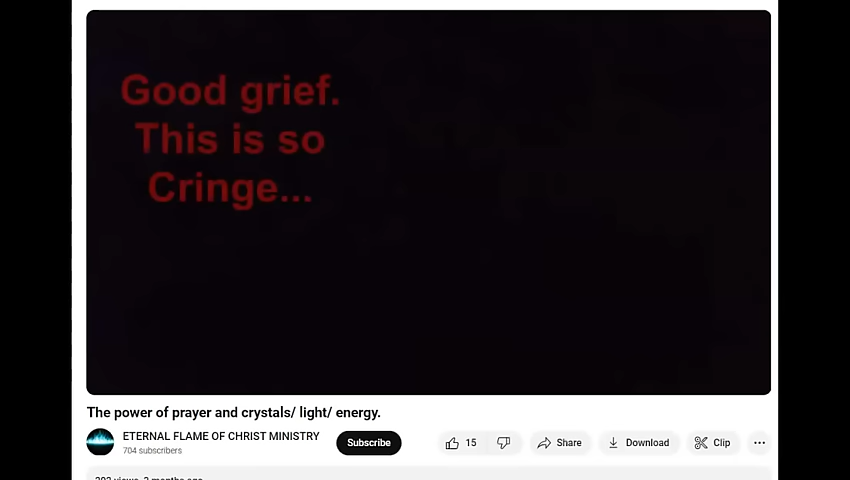 Good grief.
This is so
Cringe...
The power of prayer and crystals/ light/ energy.
ETERNAL FLAME OF CHRIST MINISTRY
704 subscribers
Subscribe
15
Share
Download
Clip